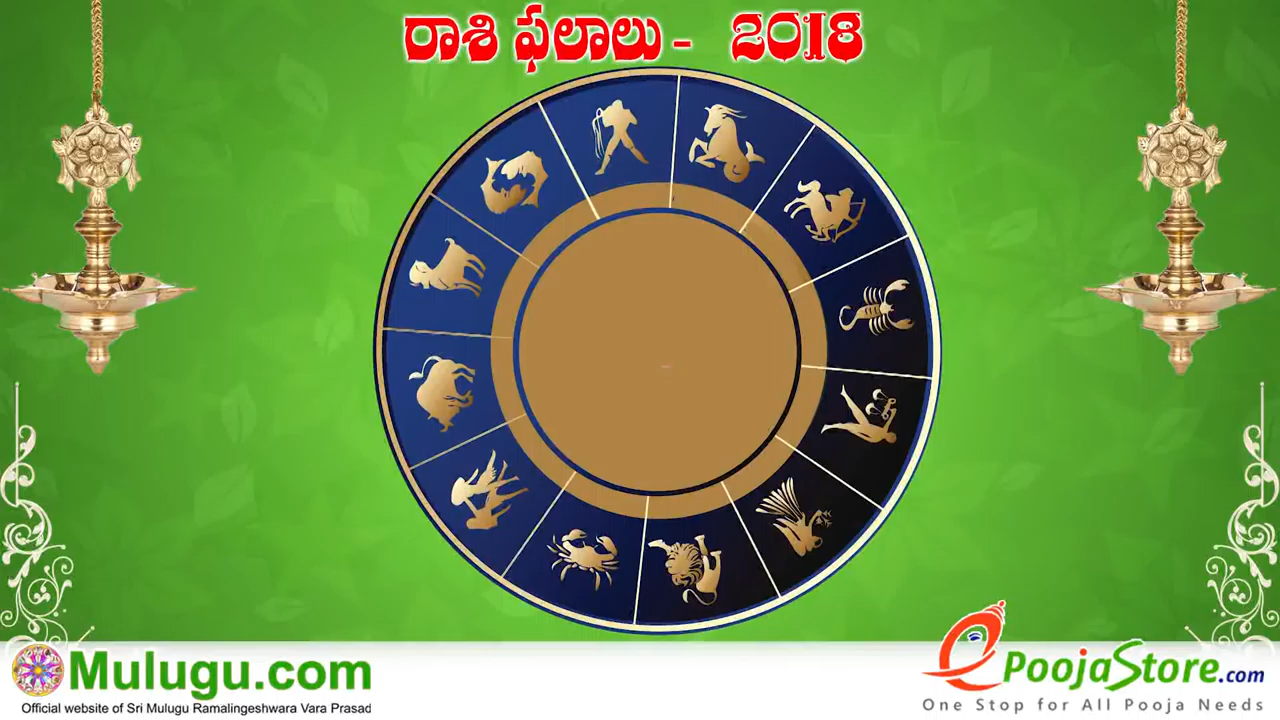 రాశి ఫలాలు - 2018
Mulugu.com
Official website of Sri Mulugu Ramalingeshwara Vara Prasad
ePoojaStore.com
One Stop for All Pooja Needs